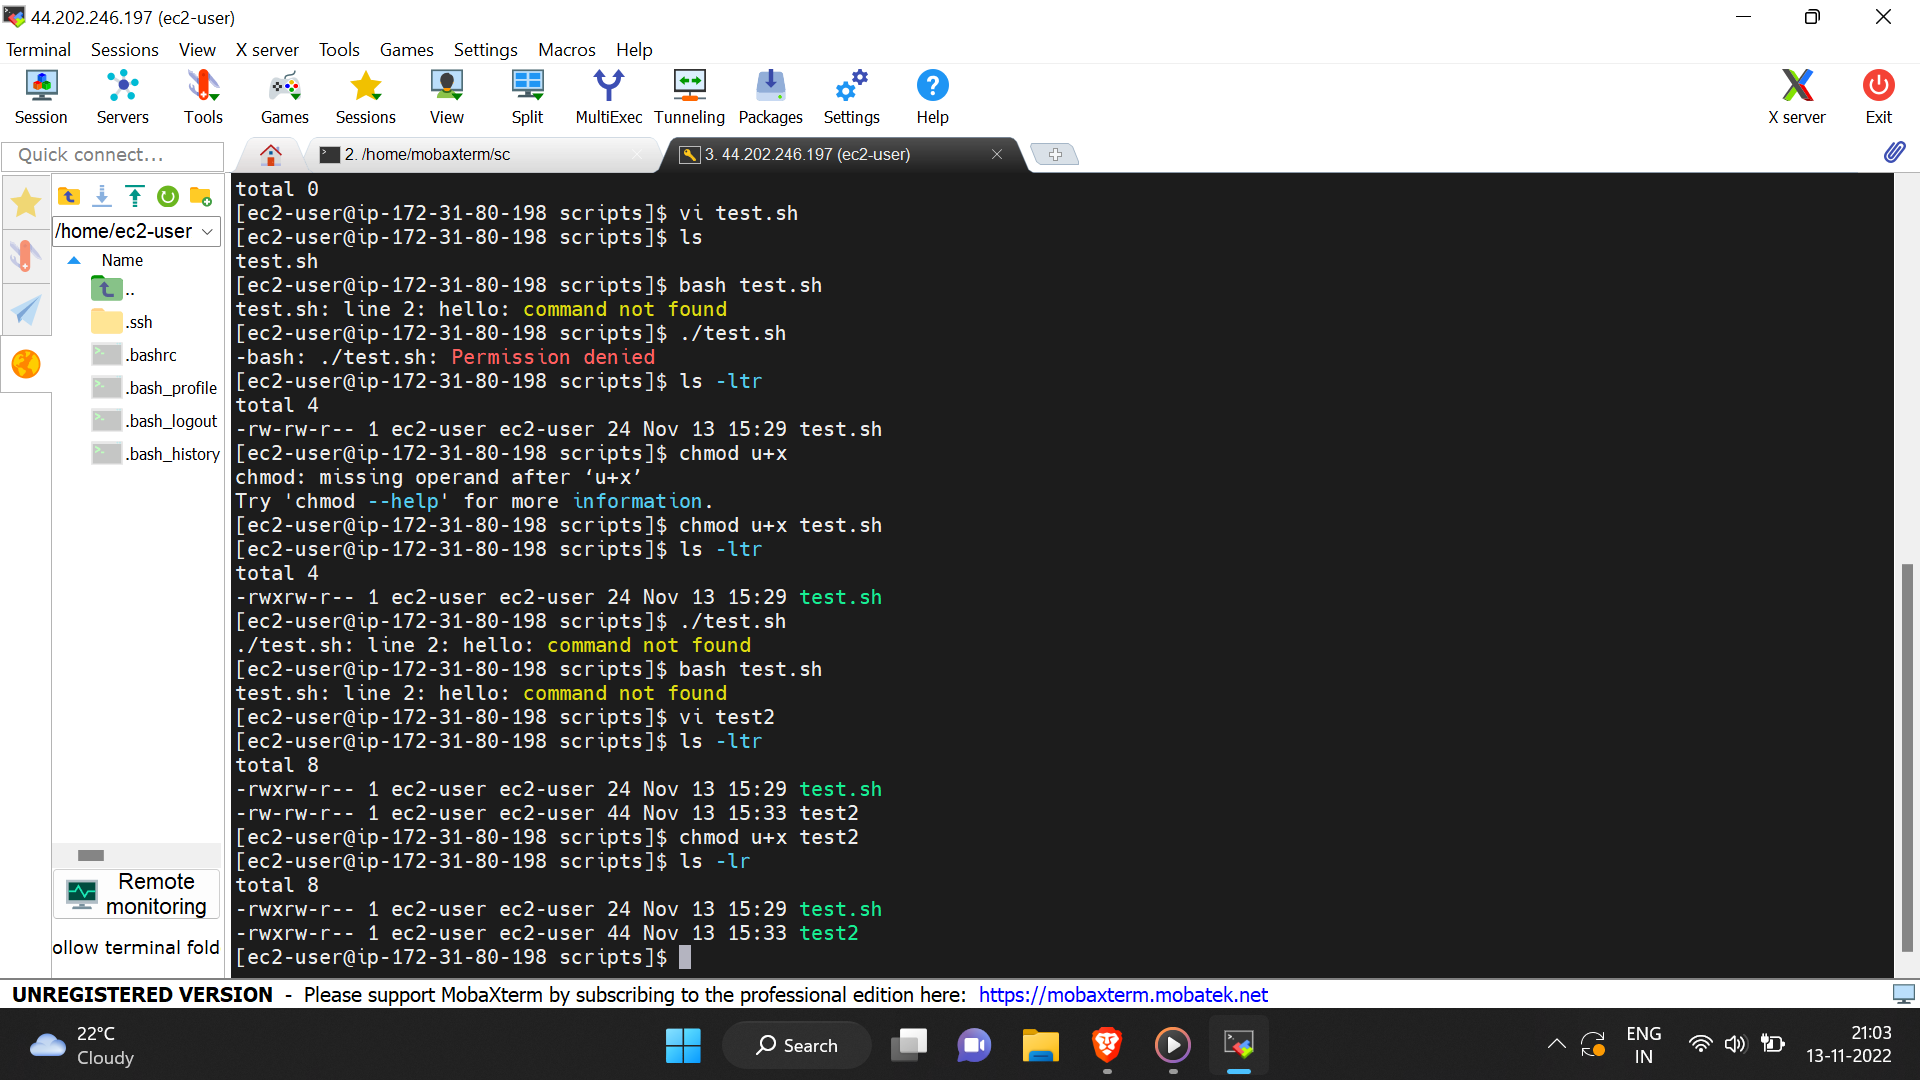 44.202.246.197 (ec2-user)
Terminal Sessions View X server Tools Games Settings Macros Help
Session Servers Tools Games Sessions View Split MultiExec Tunneling Packages Settings Help X server Exit
Quick connect...
2. /home/mobaxterm/sc
3. 44.202.246.197 (ec2-user)
/home/ec2-user
Name
..
.ssh
.bashrc
.bash_profile
.bash_logout
.bash_history
Remote
monitoring
ollow terminal fold
total 0
[ec2-user@ip-172-31-80-198 scripts]$ vi test.sh
[ec2-user@ip-172-31-80-198 scripts]$ ls
test.sh
[ec2-user@ip-172-31-80-198 scripts]$ bash test.sh
test.sh: line 2: hello: command not found
[ec2-user@ip-172-31-80-198 scripts]$ ./test.sh
-bash: ./test.sh: Permission denied
[ec2-user@ip-172-31-80-198 scripts]$ ls -ltr
total 4
-rw-rw-r-- 1 ec2-user ec2-user 24 Nov 13 15:29 test.sh
[ec2-user@ip-172-31-80-198 scripts]$ chmod u+x
chmod: missing operand after ‘u+x’
Try 'chmod --help' for more information.
[ec2-user@ip-172-31-80-198 scripts]$ chmod u+x test.sh
[ec2-user@ip-172-31-80-198 scripts]$ ls -ltr
total 4
-rwxrw-r-- 1 ec2-user ec2-user 24 Nov 13 15:29 test.sh
[ec2-user@ip-172-31-80-198 scripts]$ ./test.sh
./test.sh: line 2: hello: command not found
[ec2-user@ip-172-31-80-198 scripts]$ bash test.sh
test.sh: line 2: hello: command not found
[ec2-user@ip-172-31-80-198 scripts]$ vi test2
[ec2-user@ip-172-31-80-198 scripts]$ ls -ltr
total 8
-rwxrw-r-- 1 ec2-user ec2-user 24 Nov 13 15:29 test.sh
-rw-rw-r-- 1 ec2-user ec2-user 44 Nov 13 15:33 test2
[ec2-user@ip-172-31-80-198 scripts]$ chmod u+x test2
[ec2-user@ip-172-31-80-198 scripts]$ ls -lr
total 8
-rwxrw-r-- 1 ec2-user ec2-user 24 Nov 13 15:29 test.sh
-rwxrw-r-- 1 ec2-user ec2-user 44 Nov 13 15:33 test2
[ec2-user@ip-172-31-80-198 scripts]$
UNREGISTERED VERSION - Please support MobaXterm by subscribing to the professional edition here: https://mobaxterm.mobatek.net
22°C
Cloudy
Search
ENG
IN
21:03
13-11-2022